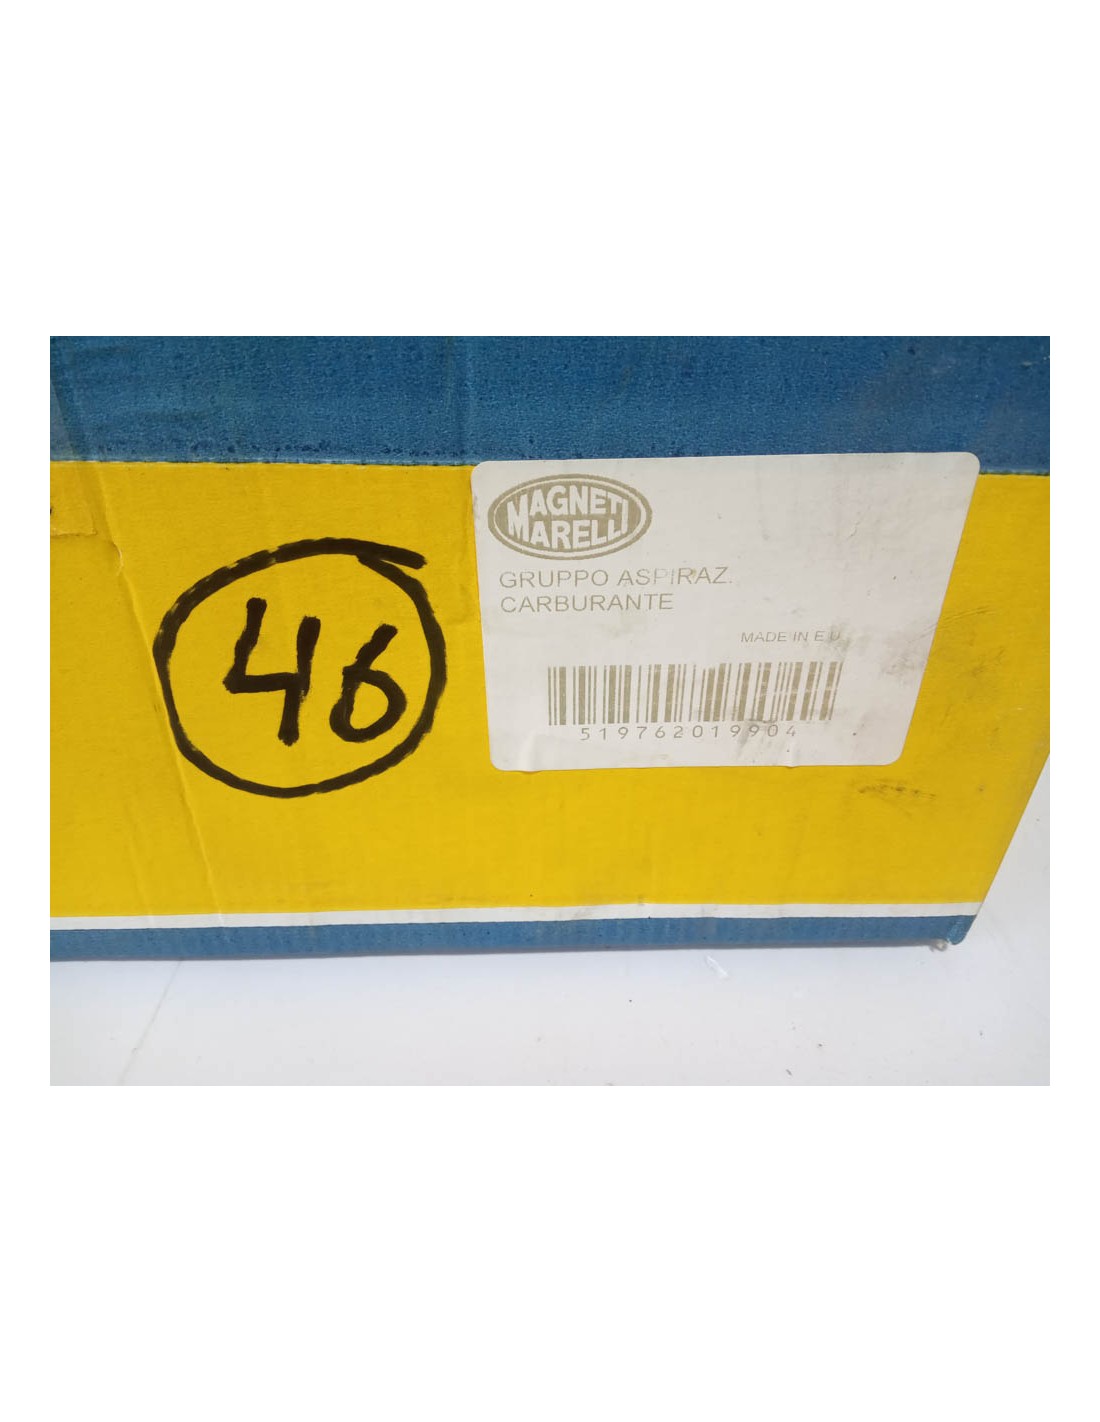 46
MAGNETI
MARELLI
GRUPPO ASPIRAZ.
CARBURANTE
MADE IN E.U.
519762019904